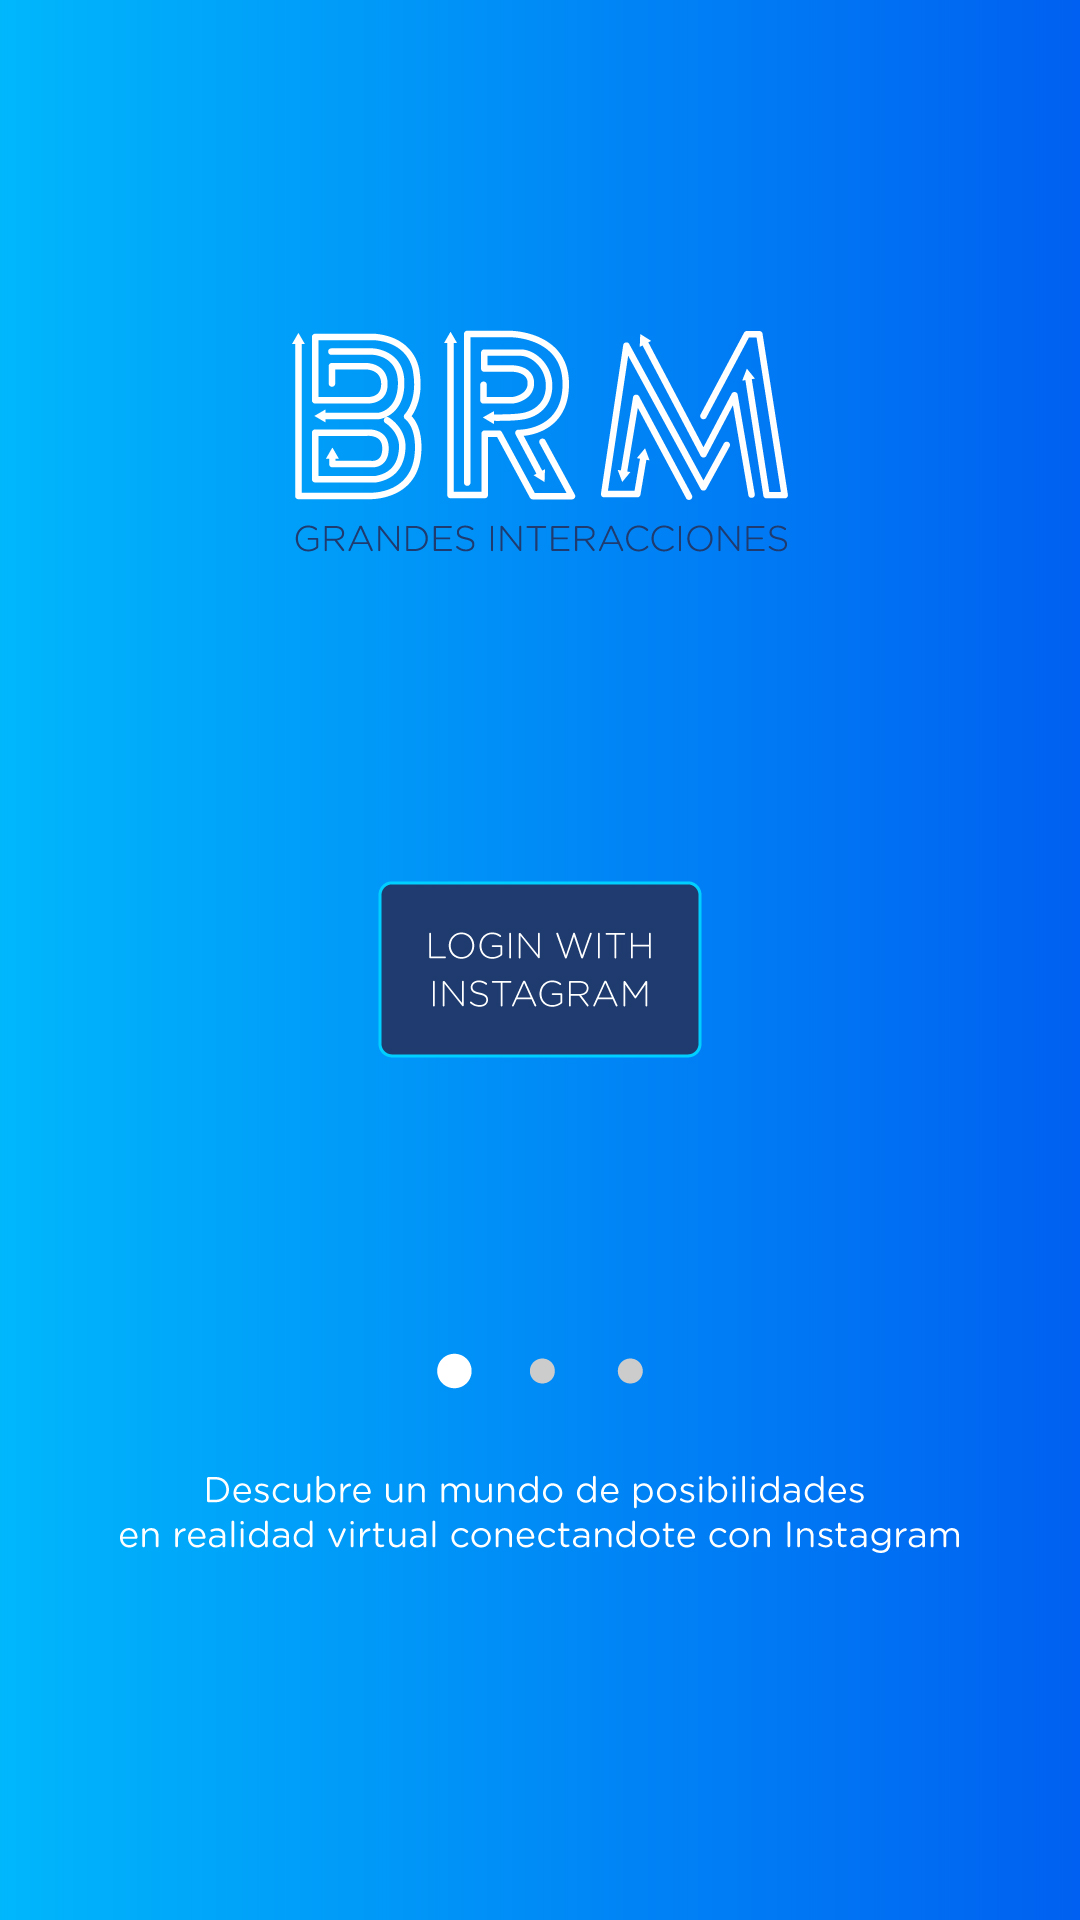 BRM
GRANDES INTERACCIONES
LOGIN WITH
INSTAGRAM
Descubre un mundo de posibilidades
en realidad virtual conectandote con Instagram